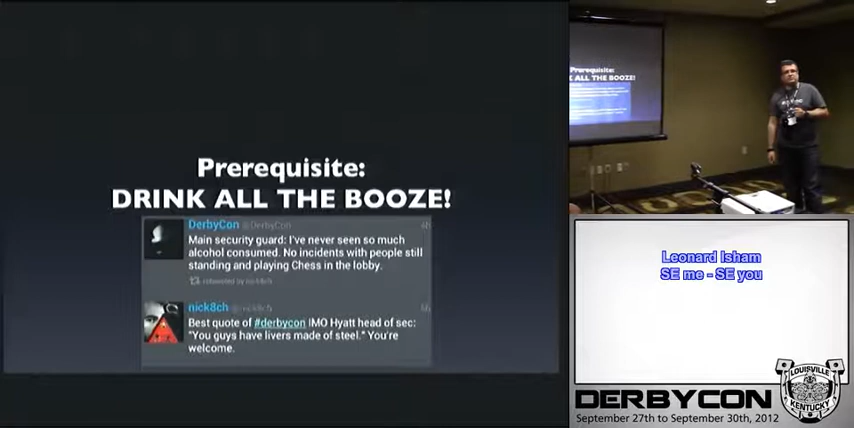 Prerequisite:
DRINK ALL THE BOOZE!
DerbyCon @DerbyCon
Main security guard: I've never seen so much
alcohol consumed. No incidents with people still
standing and playing Chess in the lobby.
retweeted by nick8ch
nick8ch @nick8ch
Best quote of #derbycon IMO Hyatt head of sec:
"You guys have livers made of steel." You're
welcome.
Prerequisite:
ALL THE BOOZE!
Leonard Isham
SE me - SE you
DERBYCON
September 27th to September 30th, 2012
LOUISVILLE
KENTUCKY